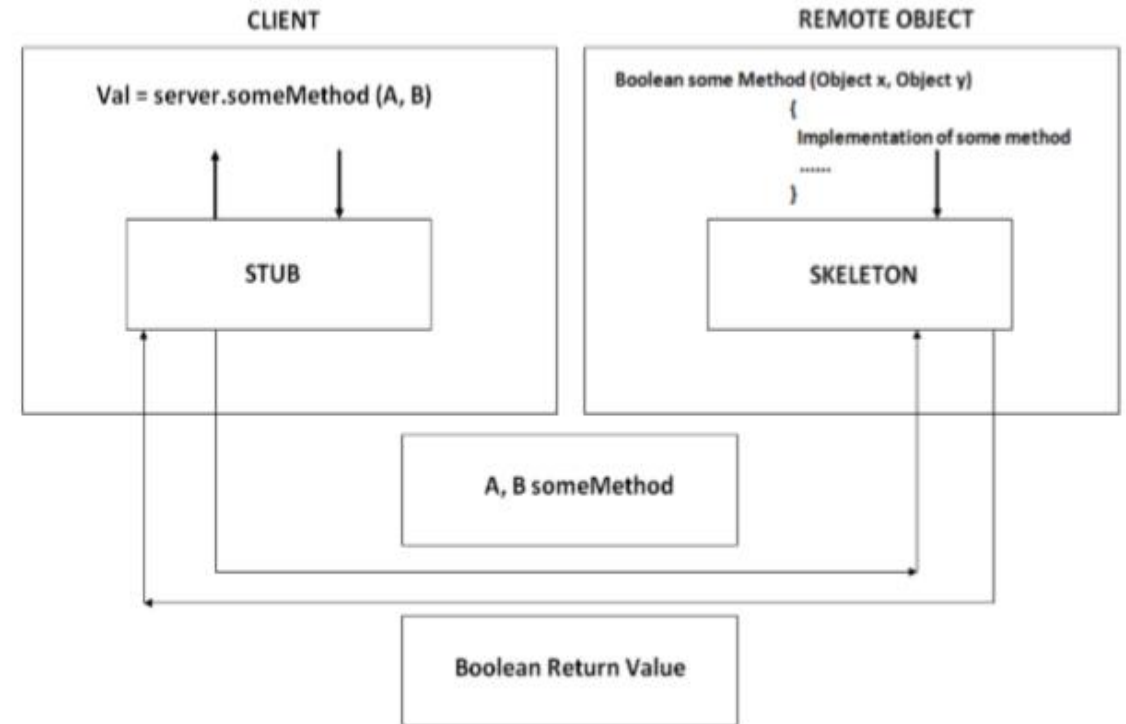 CLIENT
REMOTE OBJECT
Val = server.someMethod (A, B)
STUB
Boolean some Method (Object x, Object y)
{
Implementation of some method
......
}
SKELETON
A, B someMethod
Boolean Return Value